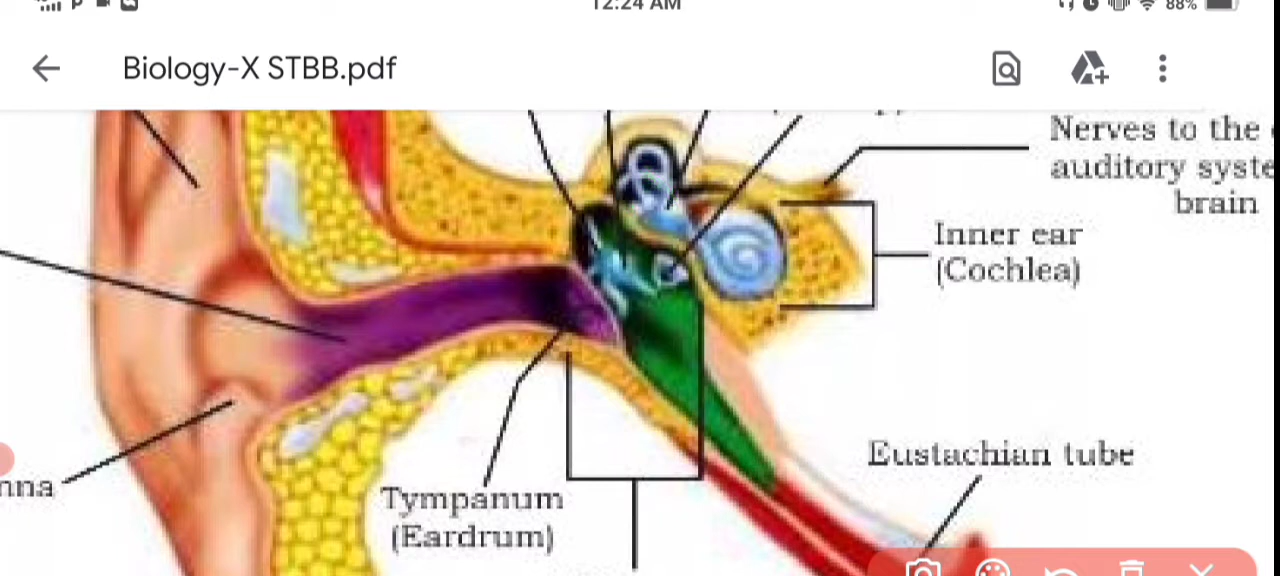 12:24 AM
88%
Biology-X STBB.pdf
Nerves to the
auditory syste
brain
Inner ear
(Cochlea)
Eustachian tube
nna
Tympanum
(Eardrum)